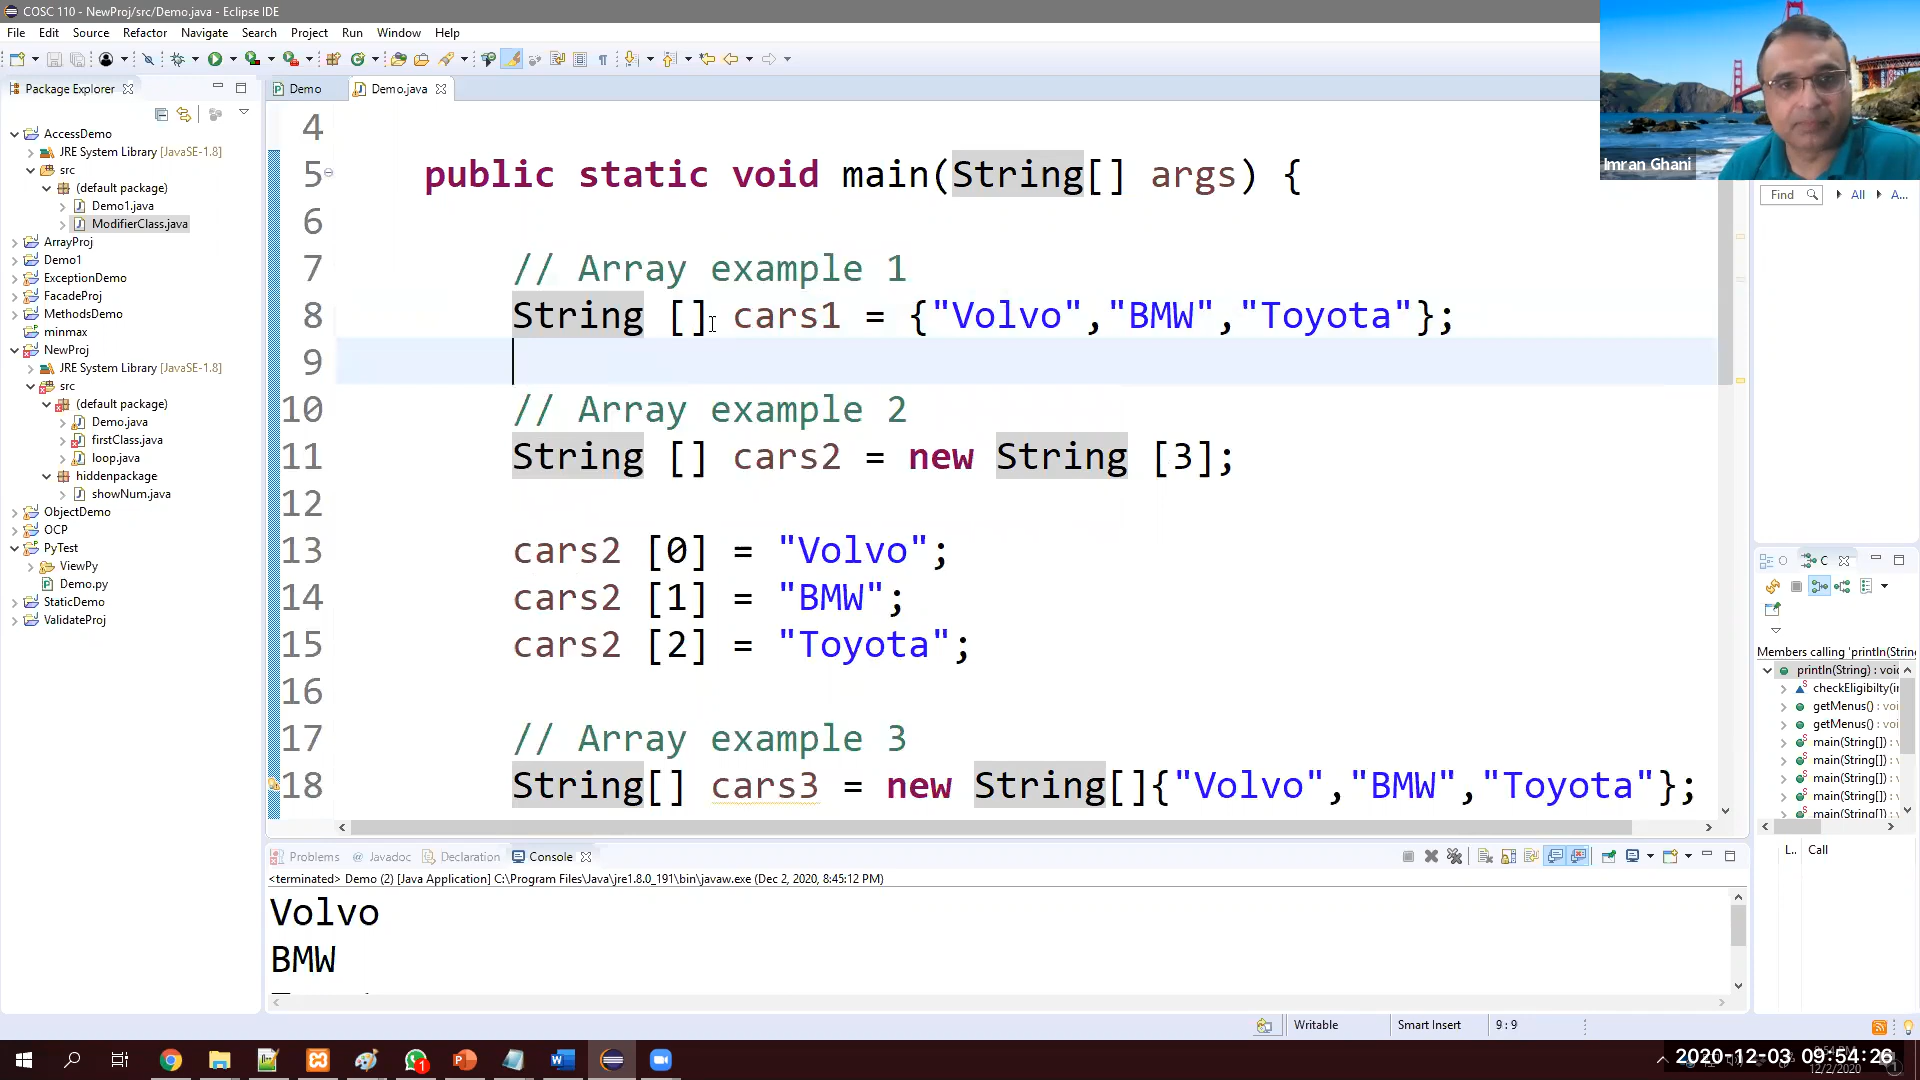 COSC 110 - NewProj/src/Demo.java - Eclipse IDE
File Edit Source Refactor Navigate Search Project Run Window Help
Imran Ghani
Package Explorer
Demo
Demo.java
AccessDemo
JRE System Library [JavaSE-1.8]
src
(default package)
Demo1.java
ModifierClass.java
ArrayProj
Demo1
ExceptionDemo
FacadeProj
MethodsDemo
minmax
NewProj
JRE System Library [JavaSE-1.8]
src
(default package)
Demo.java
firstClass.java
loop.java
hiddenpackage
showNum.java
ObjectDemo
OCP
PyTest
ViewPy
Demo.py
StaticDemo
ValidateProj
4
5 public static void main(String[] args) {
6
7 // Array example 1
8 String [] cars1 = {"Volvo","BMW","Toyota"};
9
10 // Array example 2
11 String [] cars2 = new String [3];
12
13 cars2 [0] = "Volvo";
14 cars2 [1] = "BMW";
15 cars2 [2] = "Toyota";
16
17 // Array example 3
18 String[] cars3 = new String[]{"Volvo","BMW","Toyota"};
Find All A...
O C
Members calling 'println(Strin
println(String) : voi
checkEligibilty(i
getMenus() : voi
getMenus() : voi
main(String[]) : v
main(String[]) :
main(String[]) :
main(String[]) :
main(String[]) :
L.. Call
Problems @ Javadoc Declaration Console
<terminated> Demo (2) [Java Application] C:\Program Files\Java\jre1.8.0_191\bin\javaw.exe (Dec 2, 2020, 8:45:12 PM)
Volvo
BMW
Writable Smart Insert 9 : 9
2020-12-03 09:54:26
12/2/2020